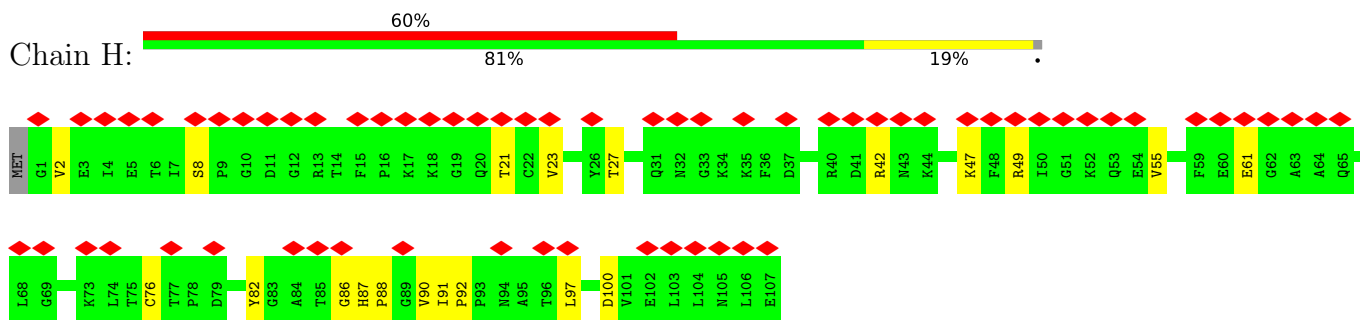 60%
Chain H:
81% 19% •
MET G1 V2 E3 I4 E5 T6 I7 S8 P9 G10 D11 G12 R13 T14 F15 P16 K17 K18 G19 Q20 T21 C22 V23 Y26 T27 Q31 N32 G33 K34 K35 F36 D37 R40 D41 R42 N43 K44 K47 F48 R49 I50 G51 K52 Q53 E54 V55 F59 E60 E61 G62 A63 A64 Q65
L68 G69 K73 L74 T75 C76 T77 P78 D79 Y82 G83 A84 T85 G86 H87 P88 G89 V90 I91 P92 P93 N94 A95 T96 L97 D100 V101 E102 L103 L104 N105 L106 E107